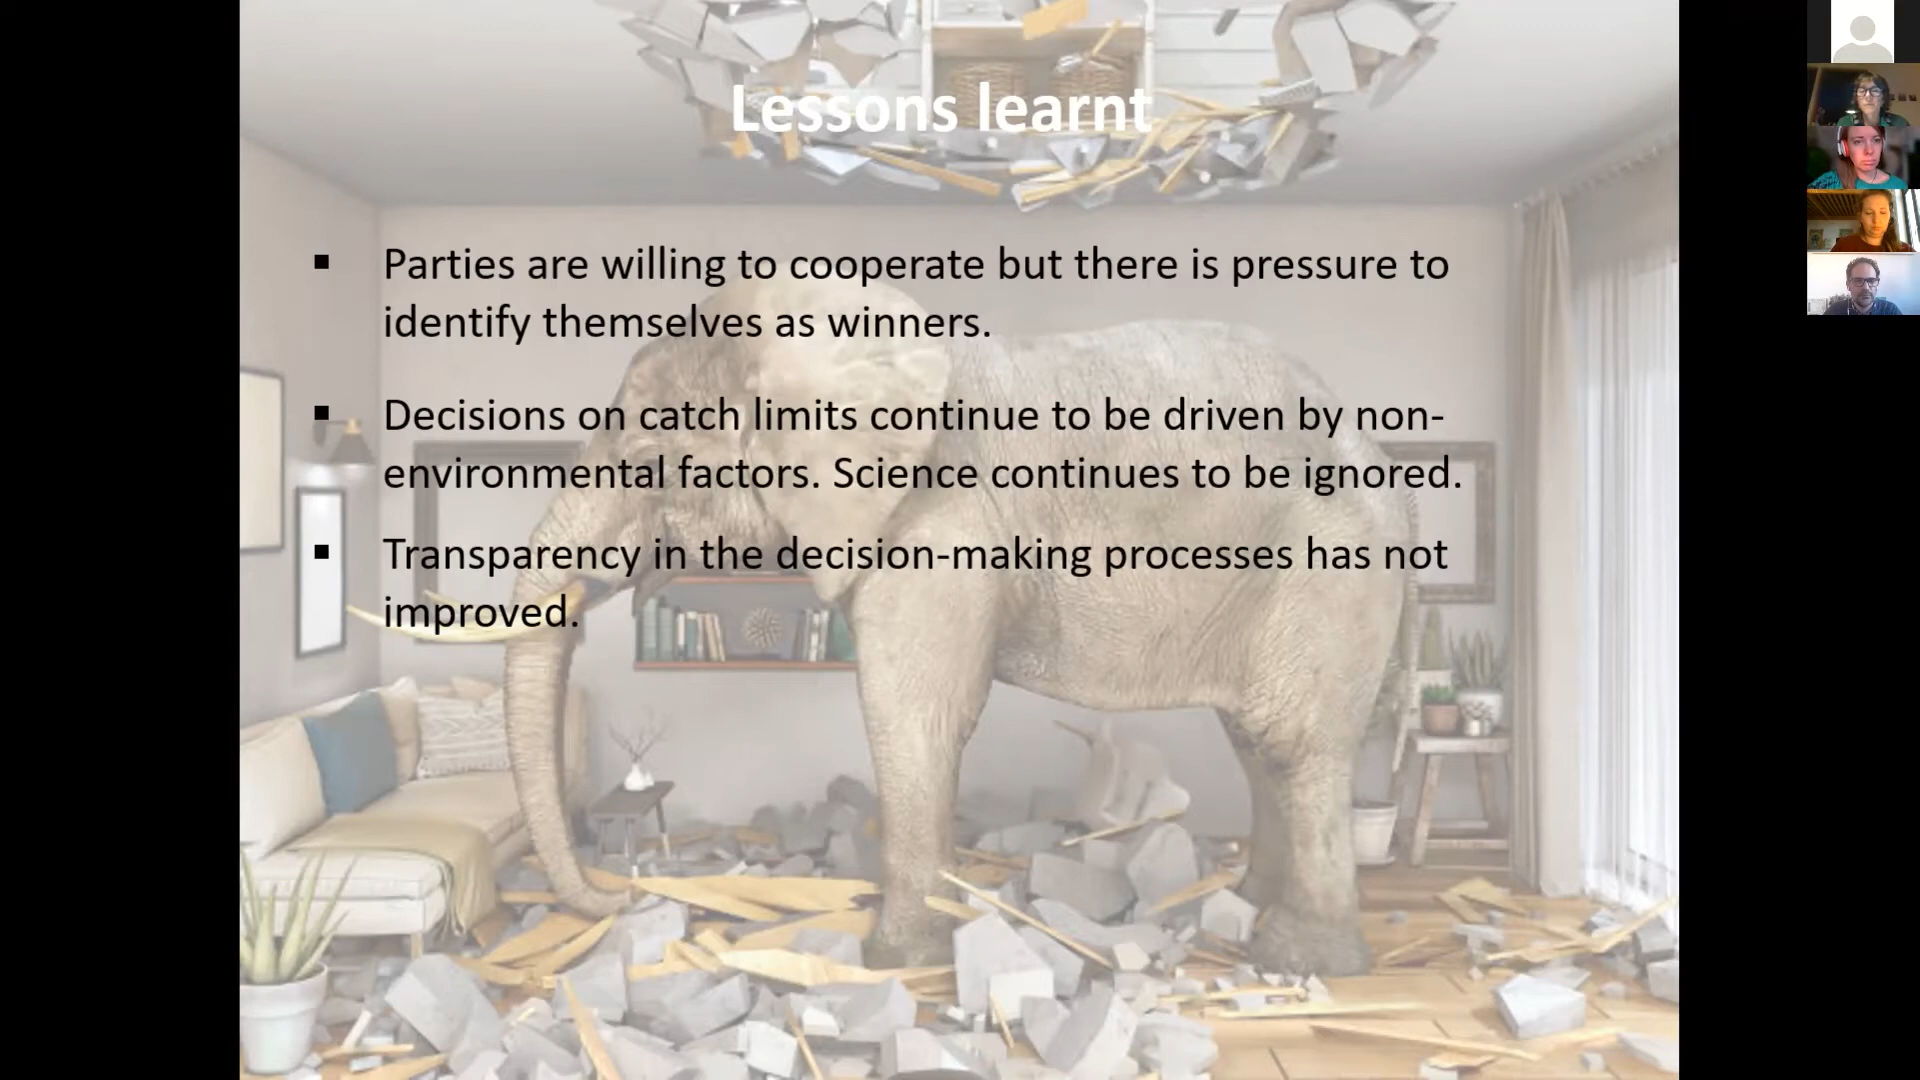 Lessons learnt
▪ Parties are willing to cooperate but there is pressure to
identify themselves as winners.
▪ Decisions on catch limits continue to be driven by non-
environmental factors. Science continues to be ignored.
▪ Transparency in the decision-making processes has not
improved.